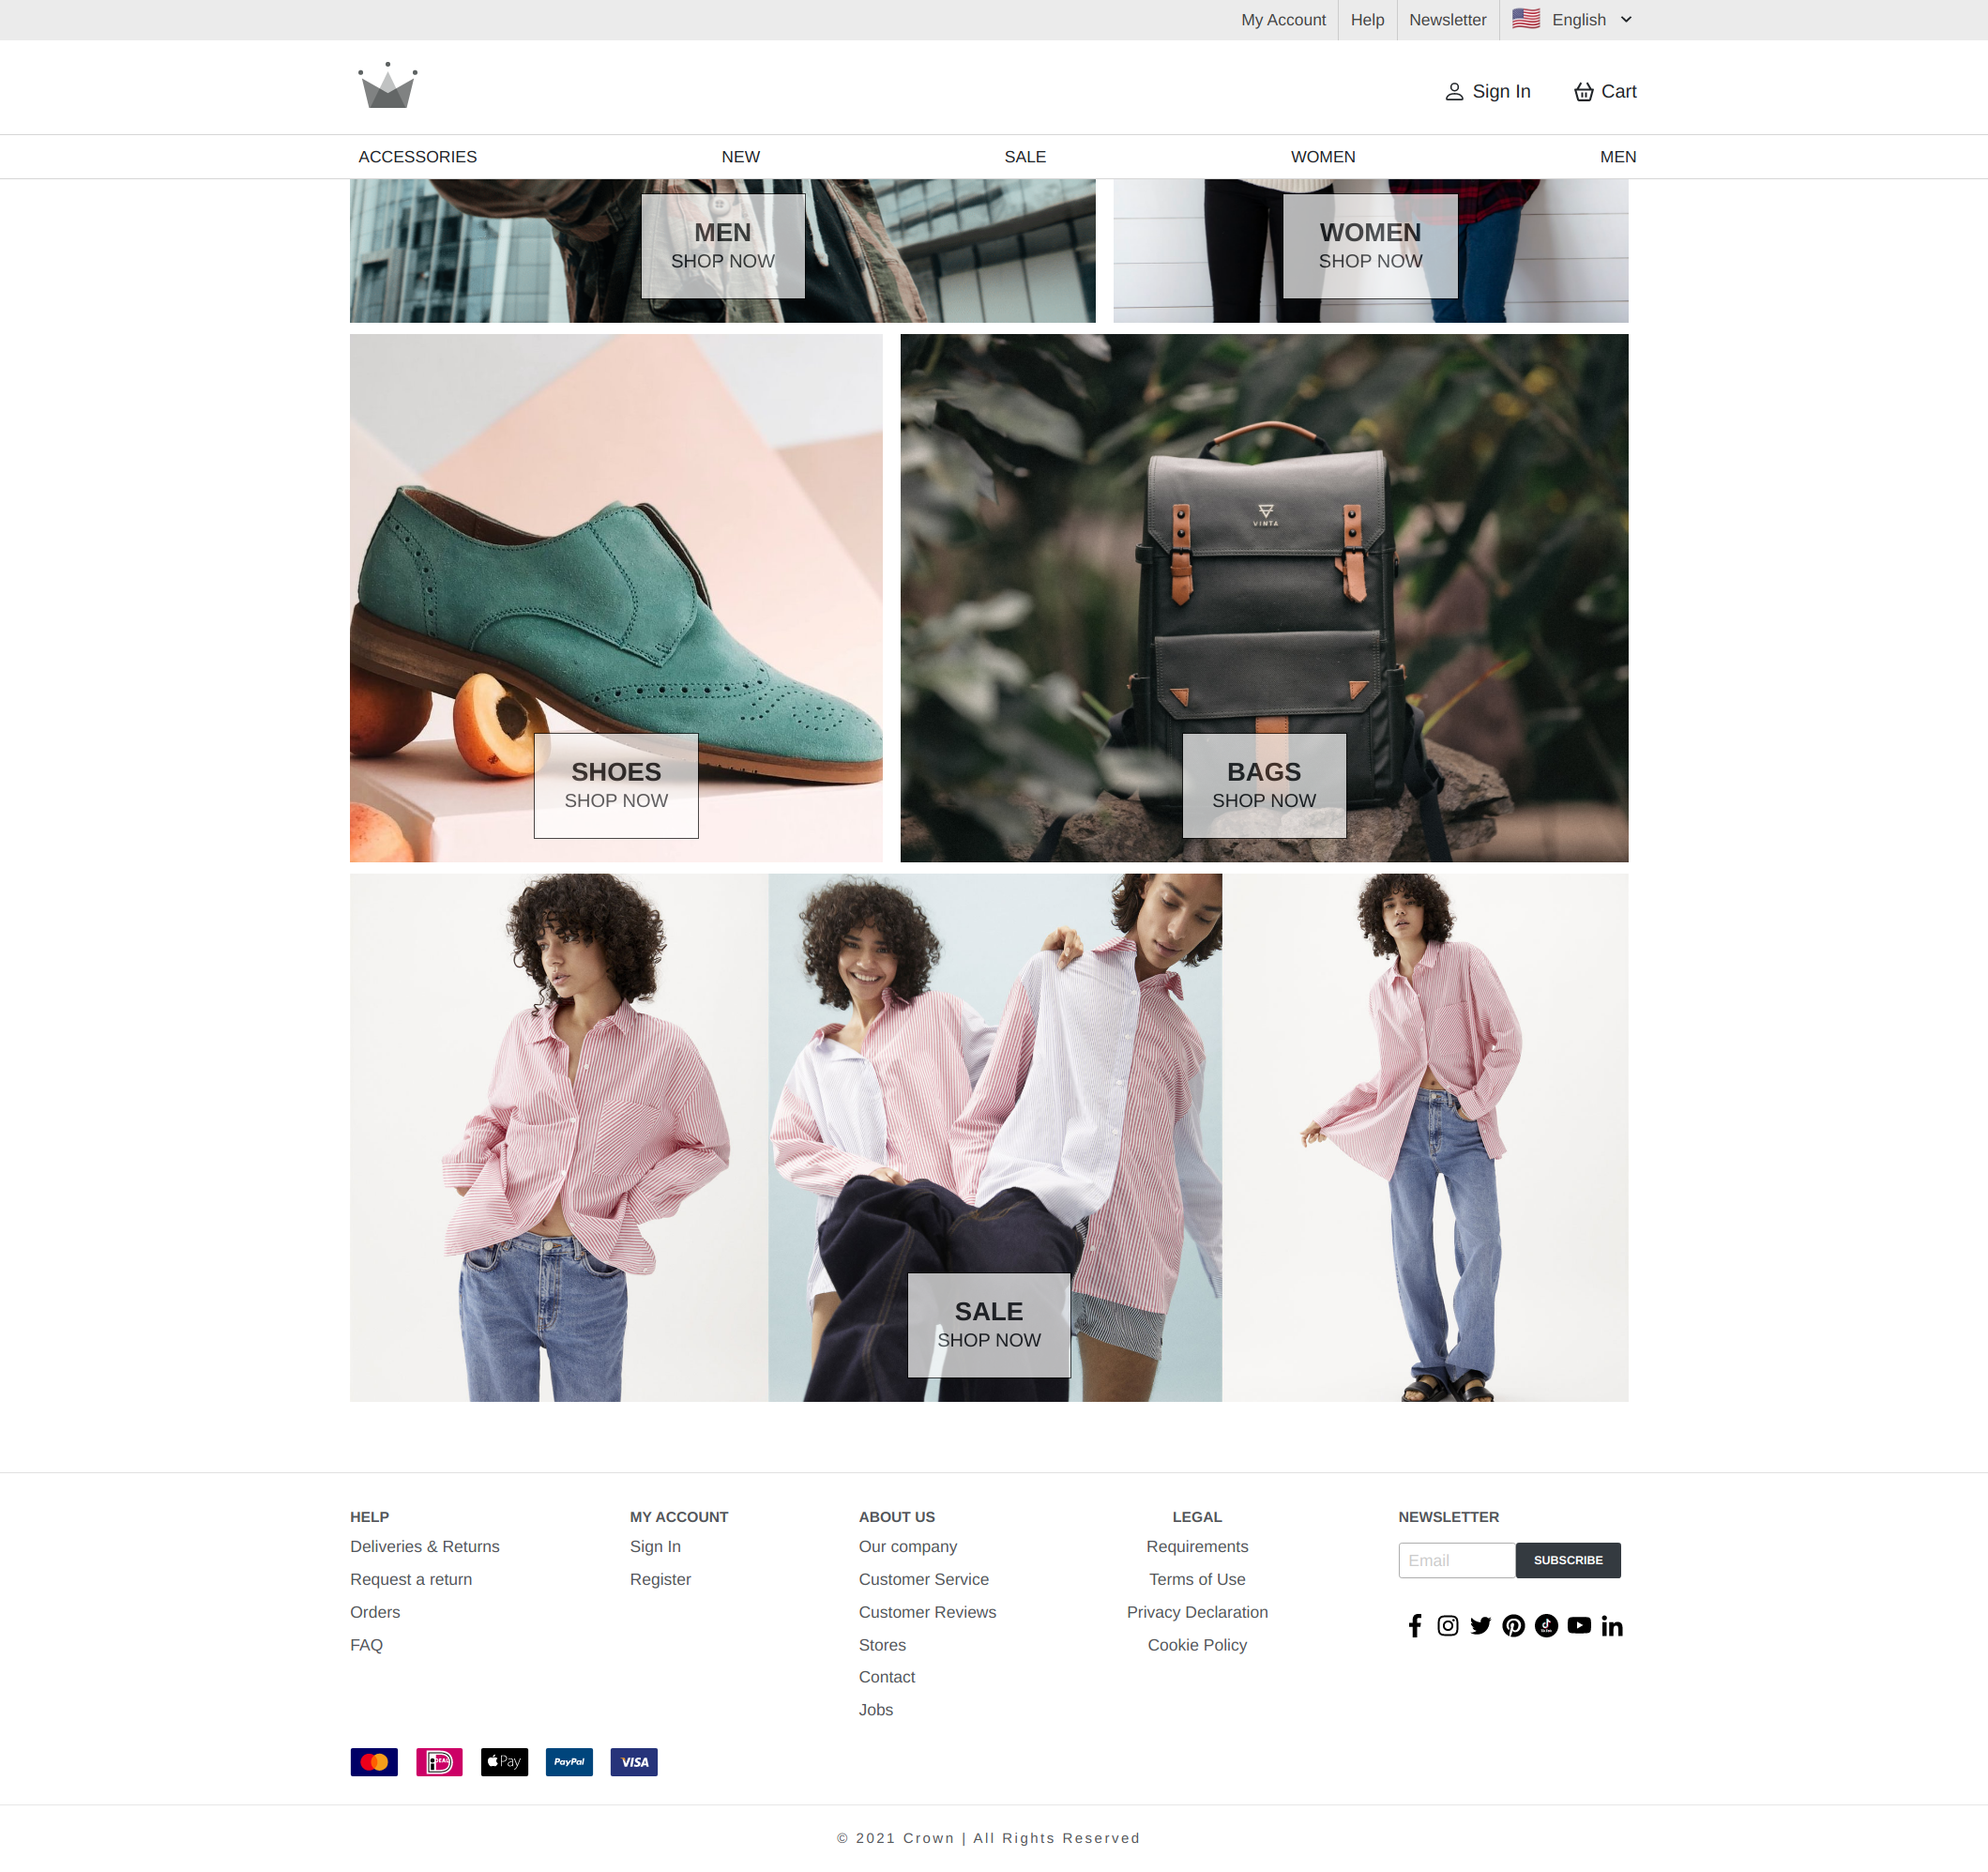 My Account Help Newsletter English
Sign In Cart
ACCESSORIES NEW SALE WOMEN MEN
MEN
SHOP NOW
WOMEN
SHOP NOW
VINTA
SHOES
SHOP NOW
BAGS
SHOP NOW
SALE
SHOP NOW
HELP
Deliveries & Returns
Request a return
Orders
FAQ
MY ACCOUNT
Sign In
Register
ABOUT US
Our company
Customer Service
Customer Reviews
Stores
Contact
Jobs
LEGAL
Requirements
Terms of Use
Privacy Declaration
Cookie Policy
NEWSLETTER
Email SUBSCRIBE
iDEAL Pay PayPal VISA
© 2021 Crown | All Rights Reserved